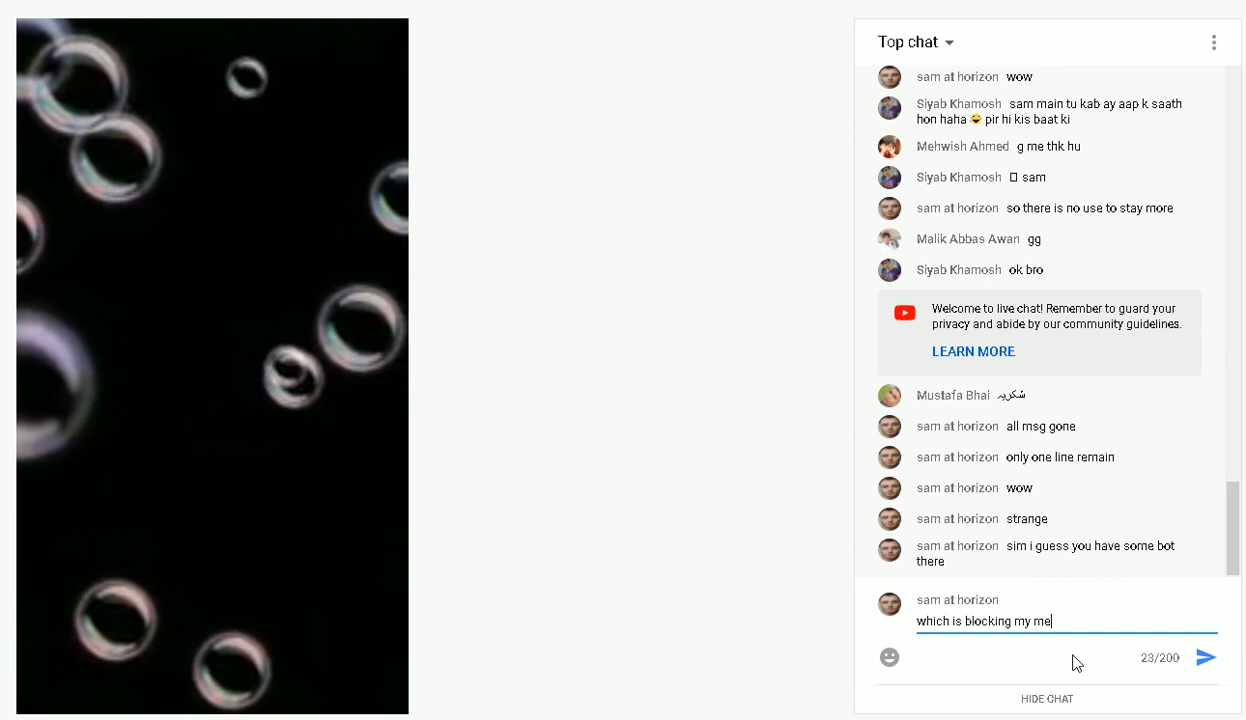 Top chat
sam at horizon wow
Siyab Khamosh sam main tu kab ay aap k saath
hon haha 😂 pir hi kis baat ki
Mehwish Ahmed g me thk hu
Siyab Khamosh sam
sam at horizon so there is no use to stay more
Malik Abbas Awan gg
Siyab Khamosh ok bro
Welcome to live chat! Remember to guard your
privacy and abide by our community guidelines.
LEARN MORE
Mustafa Bhai شکریہ
sam at horizon all msg gone
sam at horizon only one line remain
sam at horizon wow
sam at horizon strange
sam at horizon sim i guess you have some bot
there
sam at horizon
which is blocking my me
23/200
HIDE CHAT